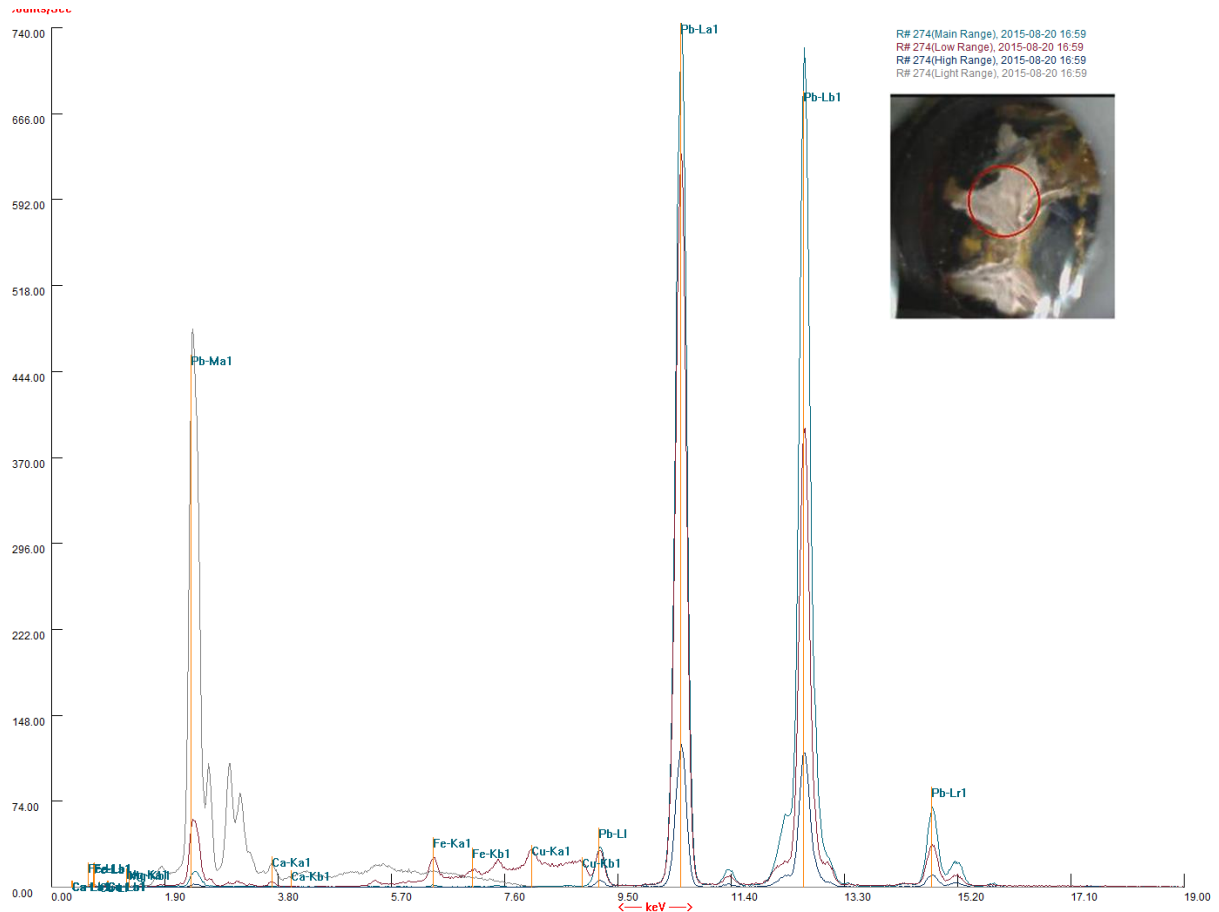 740.00
Pb-La1
R# 274(Main Range), 2015-08-20 16:59
R# 274(Low Range), 2015-08-20 16:59
R# 274(High Range), 2015-08-20 16:59
R# 274(Light Range), 2015-08-20 16:59
Pb-Lb1
666.00
592.00
518.00
444.00
Pb-Ma1
370.00
296.00
222.00
148.00
74.00
Pb-Lr1
Fe-Ka1
Pb-Ll
Fe-Kb1
Cu-Ka1
Ca-Ka1
Cu-Kb1
Ca-Kb1
0.00
0.00 1.90 3.80 5.70 7.60 9.50 11.40 13.30 15.20 17.10 19.00
keV